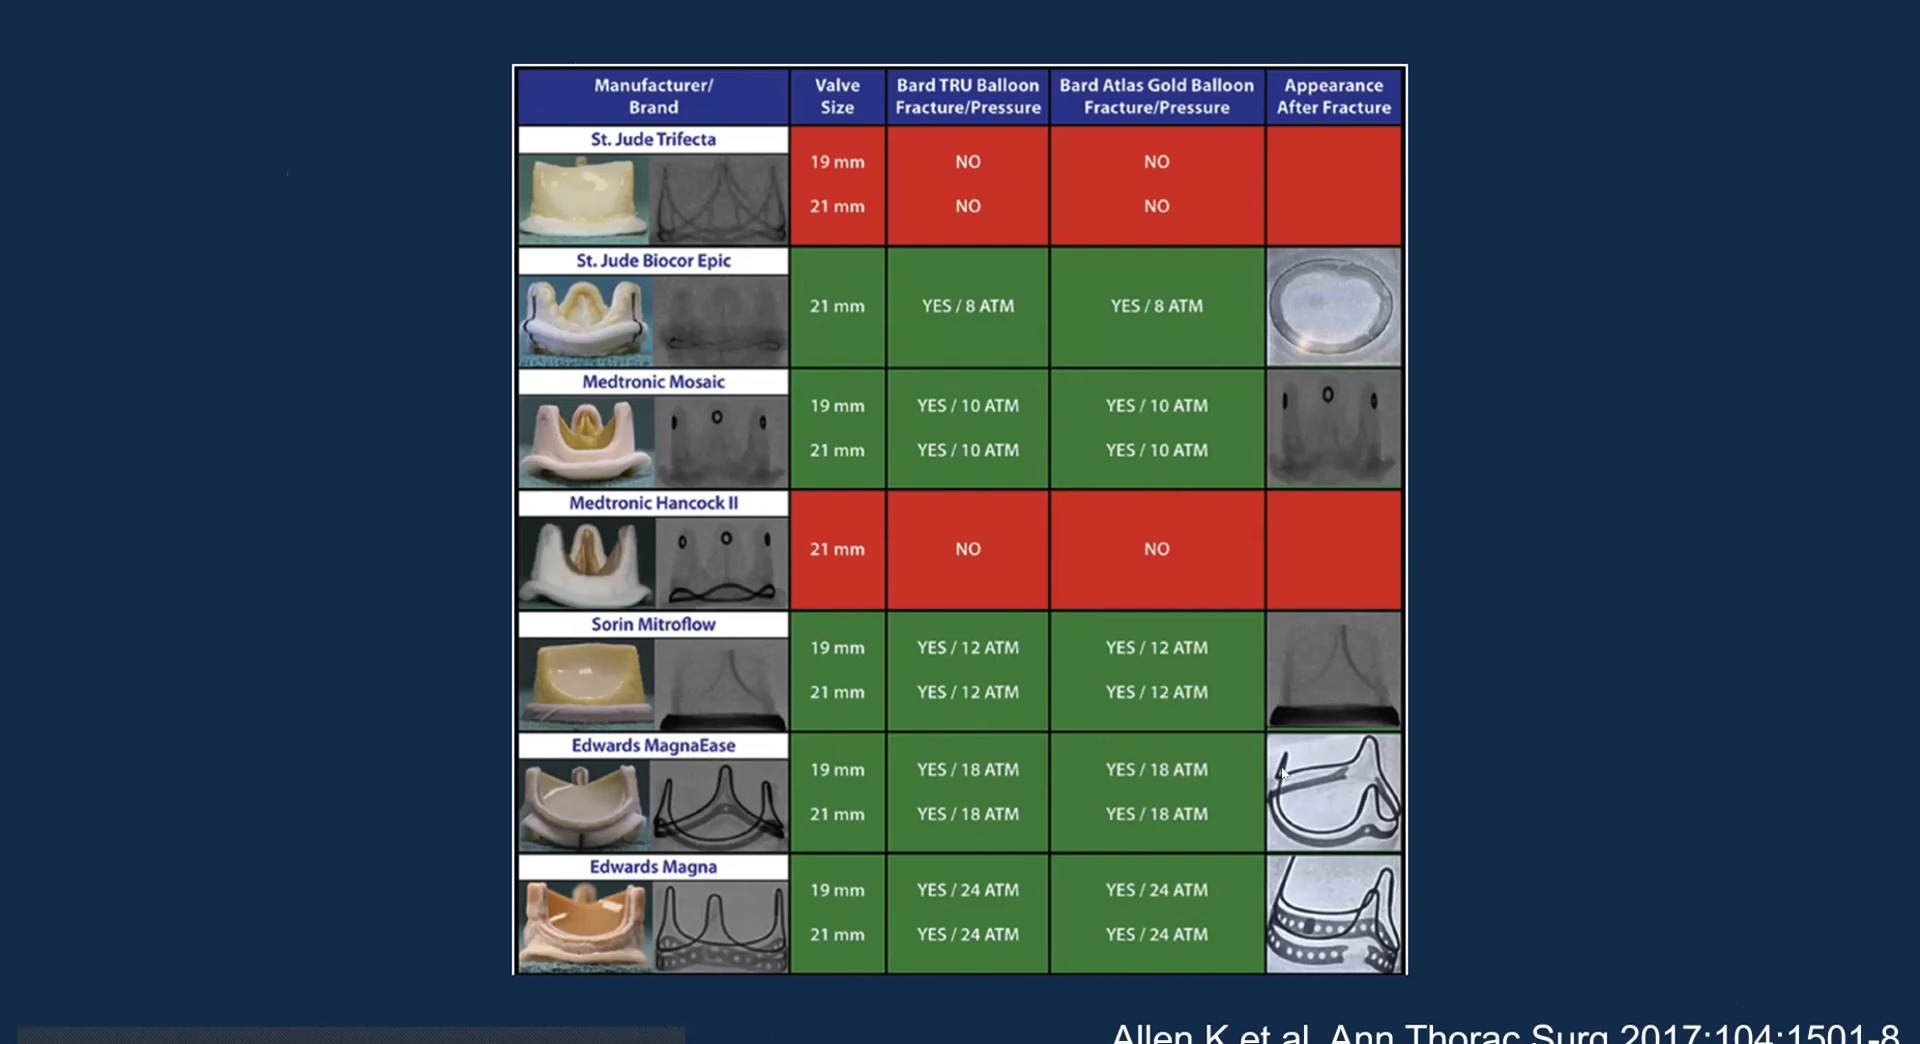 Manufacturer/
Brand
Valve
Size
Bard TRU Balloon
Fracture/Pressure
Bard Atlas Gold Balloon
Fracture/Pressure
Appearance
After Fracture
St. Jude Trifecta
19 mm NO NO
21 mm NO NO
St. Jude Biocor Epic
21 mm YES / 8 ATM YES / 8 ATM
Medtronic Mosaic
19 mm YES / 10 ATM YES / 10 ATM
21 mm YES / 10 ATM YES / 10 ATM
Medtronic Hancock II
21 mm NO NO
Sorin Mitroflow
19 mm YES / 12 ATM YES / 12 ATM
21 mm YES / 12 ATM YES / 12 ATM
Edwards MagnaEase
19 mm YES / 18 ATM YES / 18 ATM
21 mm YES / 18 ATM YES / 18 ATM
Edwards Magna
19 mm YES / 24 ATM YES / 24 ATM
21 mm YES / 24 ATM YES / 24 ATM
Allen K et al. Ann Thorac Surg 2017;104:1501-8